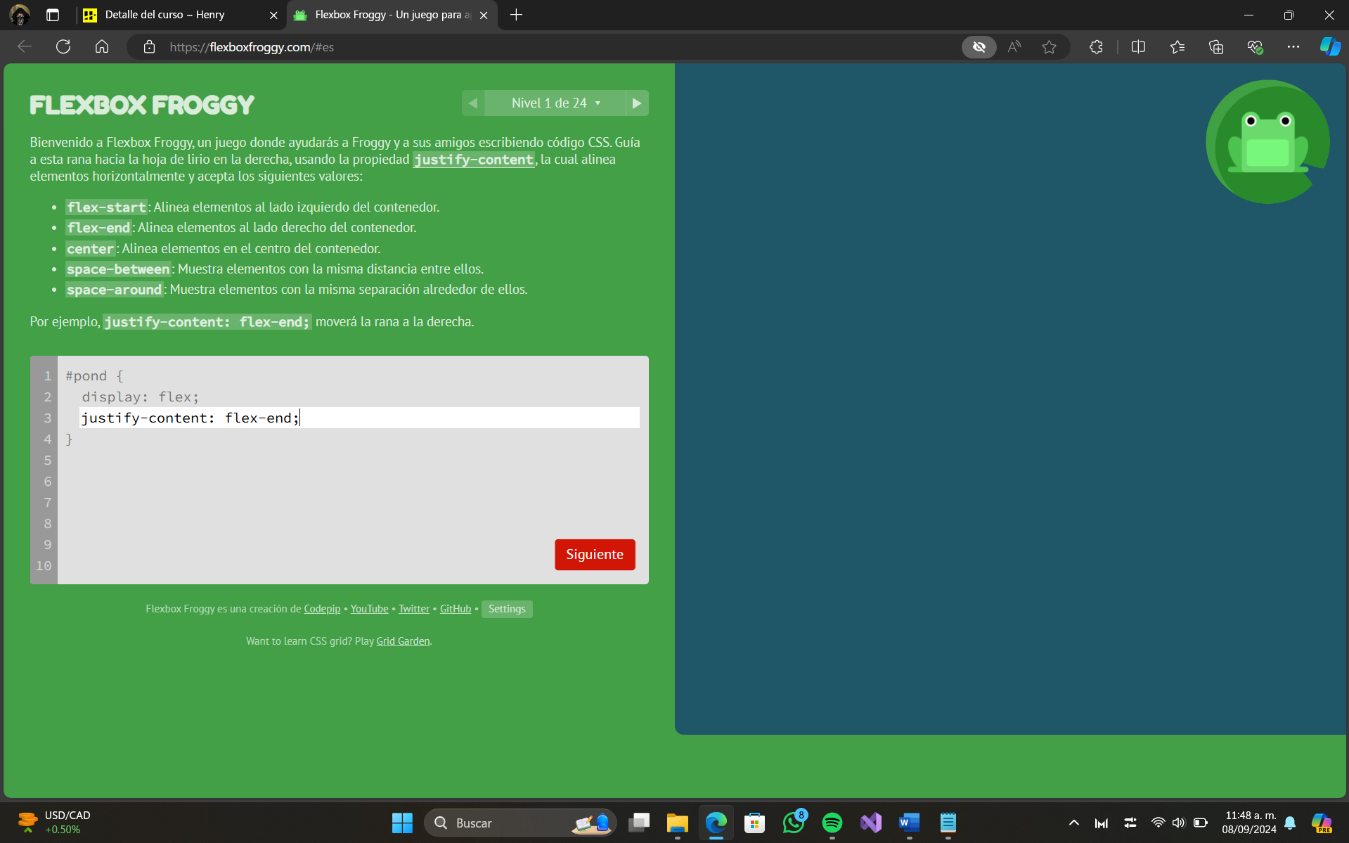 Detalle del curso ~ Henry
Flexbox Froggy - Un juego para a
https://flexboxfroggy.com/#es
FLEXBOX FROGGY
Nivel 1 de 24
Bienvenido a Flexbox Froggy, un juego donde ayudarás a Froggy y a sus amigos escribiendo código CSS. Guía
a esta rana hacia la hoja de lirio en la derecha, usando la propiedad justify-content, la cual alinea
elementos horizontalmente y acepta los siguientes valores:
• flex-start: Alinea elementos al lado izquierdo del contenedor.
• flex-end: Alinea elementos al lado derecho del contenedor.
• center: Alinea elementos en el centro del contenedor.
• space-between: Muestra elementos con la misma distancia entre ellos.
• space-around: Muestra elementos con la misma separación alrededor de ellos.
Por ejemplo, justify-content: flex-end; moverá la rana a la derecha.
1 #pond {
2 display: flex;
3 justify-content: flex-end;
4 }
5
6
7
8
9
10
Siguiente
Flexbox Froggy es una creación de Codepip • YouTube • Twitter • GitHub • Settings
Want to learn CSS grid? Play Grid Garden.
USD/CAD
+0.50%
Buscar
8
11:48 a. m.
08/09/2024
PRE